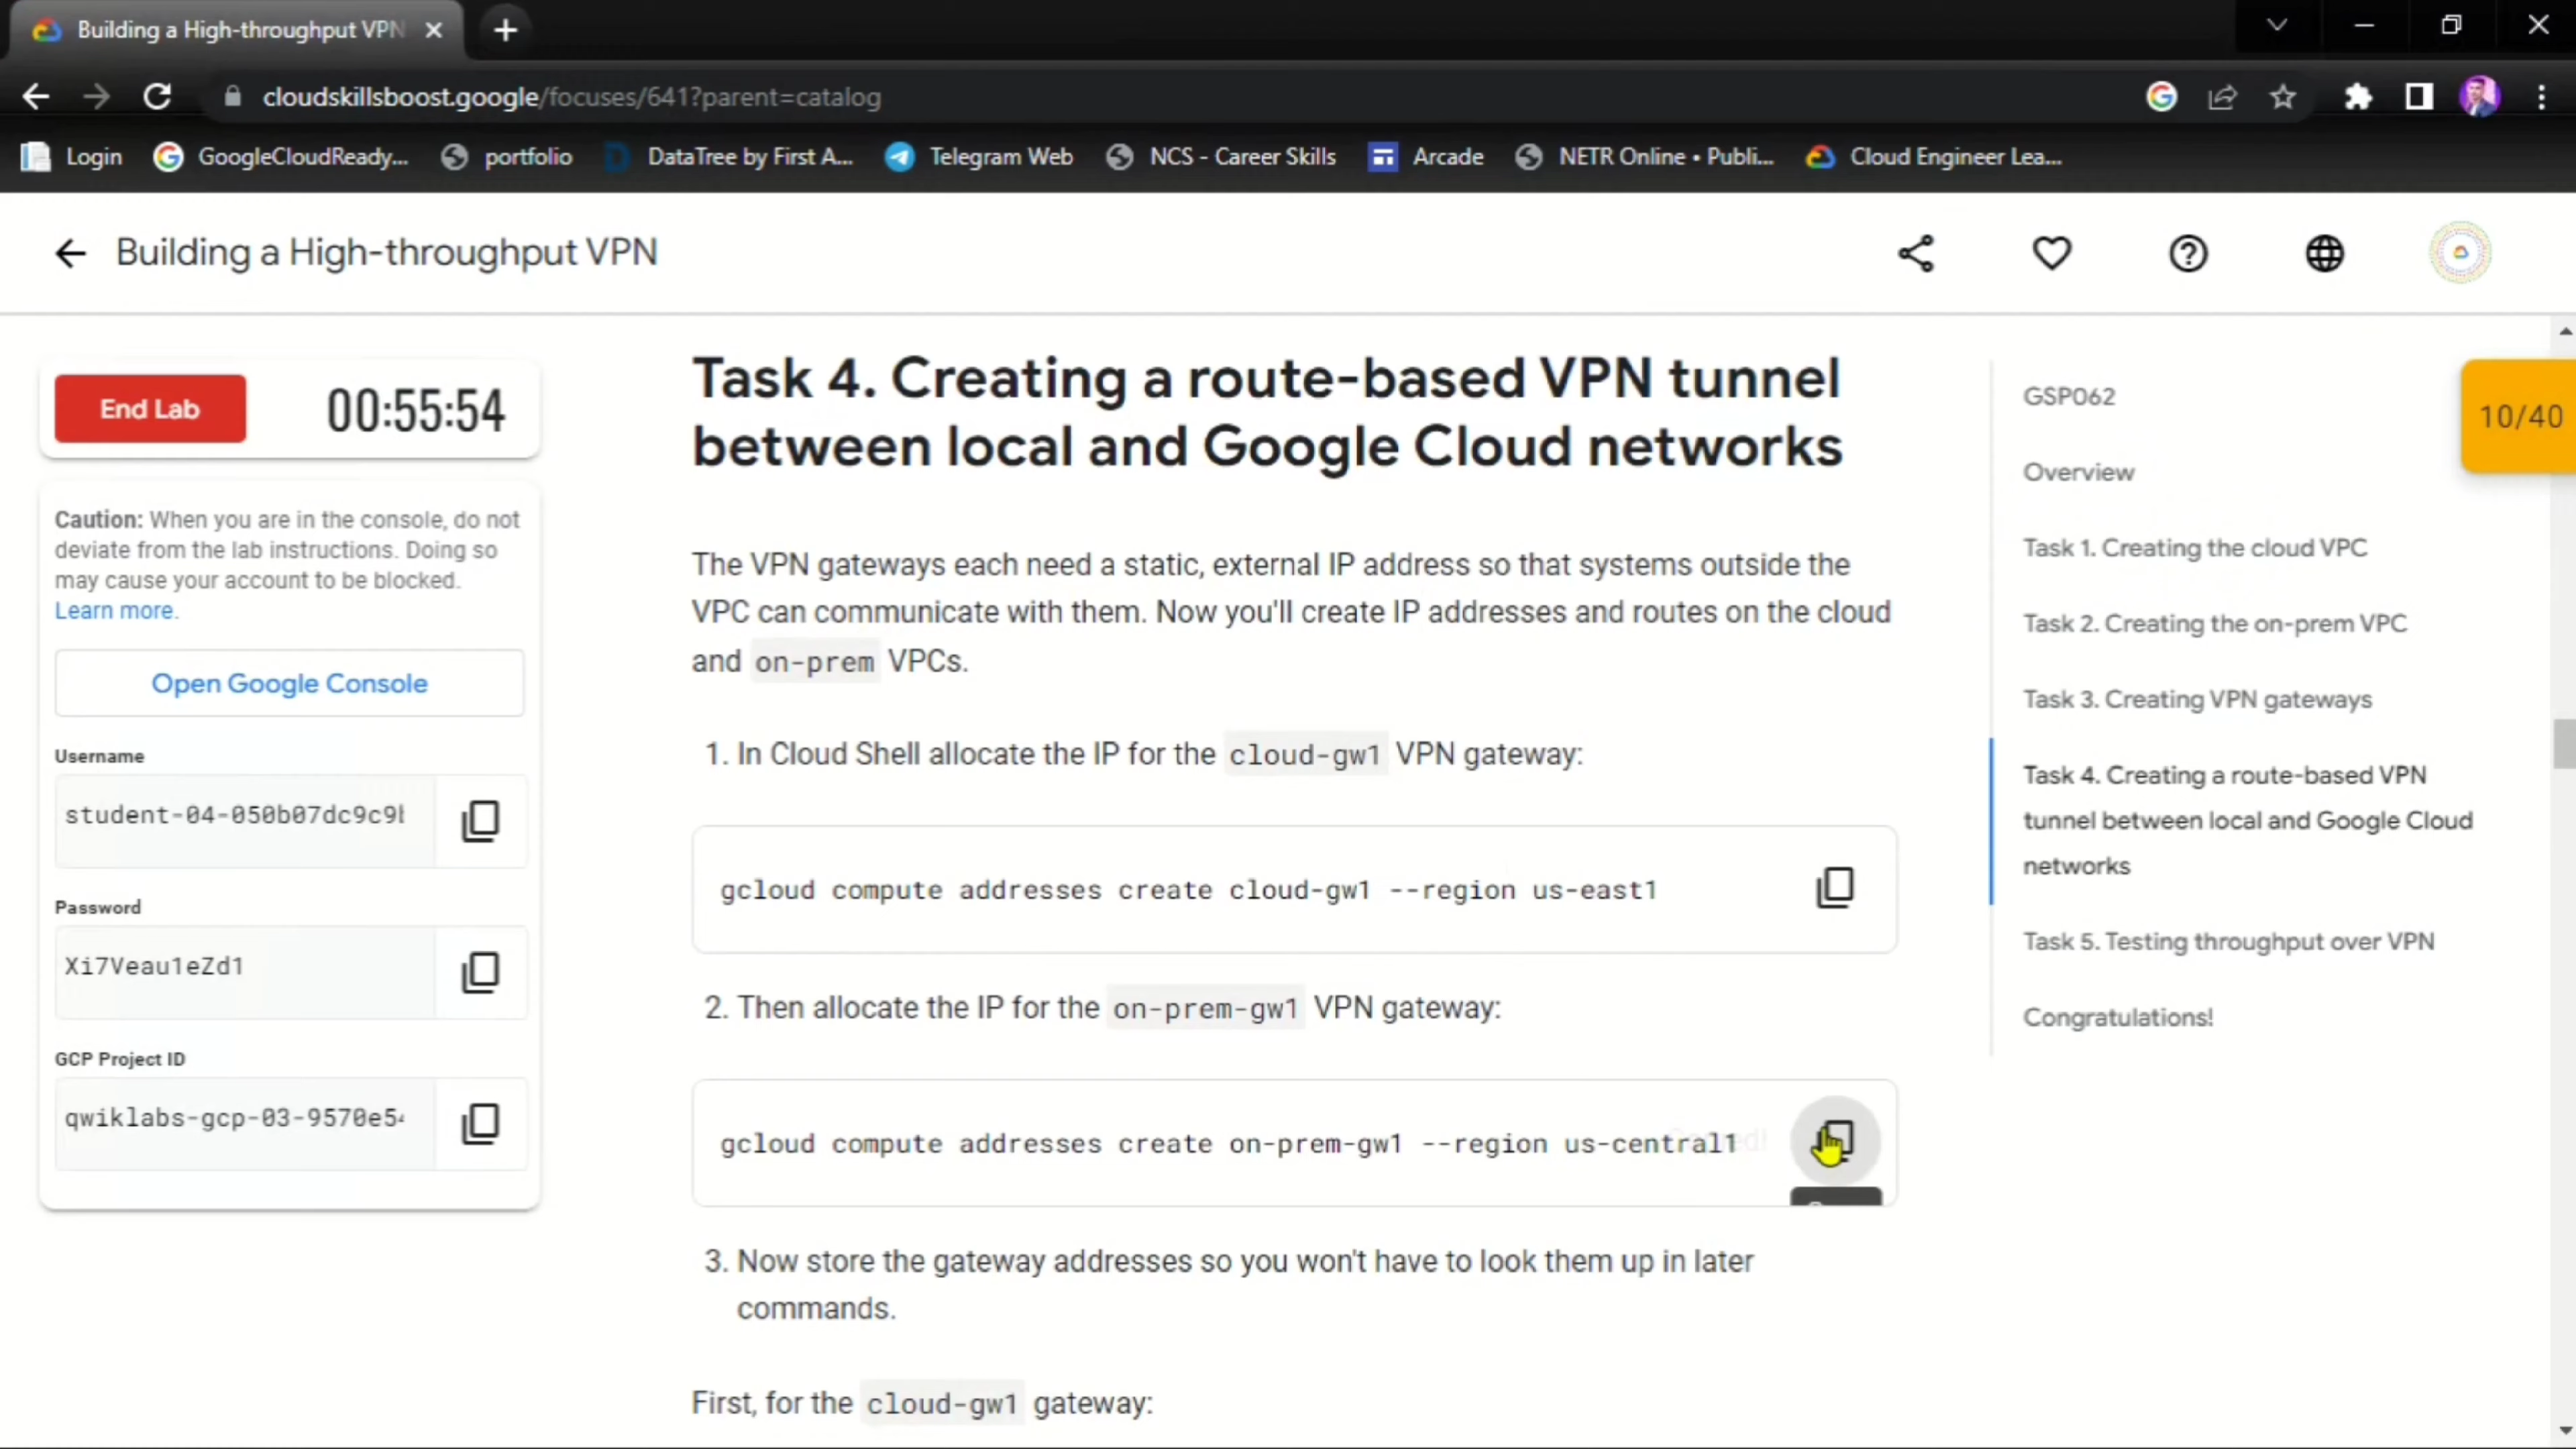 Building a High-throughput VPN
cloudskillsboost.google/focuses/641?parent=catalog
Login
GoogleCloudReady...
portfolio
DataTree by First A...
Telegram Web
NCS - Career Skills
Arcade
NETR Online • Publi...
Cloud Engineer Lea...
Building a High-throughput VPN
End Lab
00:55:54
Caution: When you are in the console, do not
deviate from the lab instructions. Doing so
may cause your account to be blocked.
Learn more.
Open Google Console
Username
student-04-050b07dc9c9
Password
Xi7Veau1eZd1
GCP Project ID
qwiklabs-gcp-03-9570e5
Task 4. Creating a route-based VPN tunnel
between local and Google Cloud networks
The VPN gateways each need a static, external IP address so that systems outside the
VPC can communicate with them. Now you'll create IP addresses and routes on the cloud
and on-prem VPCs.
1. In Cloud Shell allocate the IP for the cloud-gw1 VPN gateway:
gcloud compute addresses create cloud-gw1 --region us-east1
2. Then allocate the IP for the on-prem-gw1 VPN gateway:
gcloud compute addresses create on-prem-gw1 --region us-central1
3. Now store the gateway addresses so you won't have to look them up in later
commands.
First, for the cloud-gw1 gateway:
GSP062
Overview
Task 1. Creating the cloud VPC
Task 2. Creating the on-prem VPC
Task 3. Creating VPN gateways
Task 4. Creating a route-based VPN
tunnel between local and Google Cloud
networks
Task 5. Testing throughput over VPN
Congratulations!
10/40